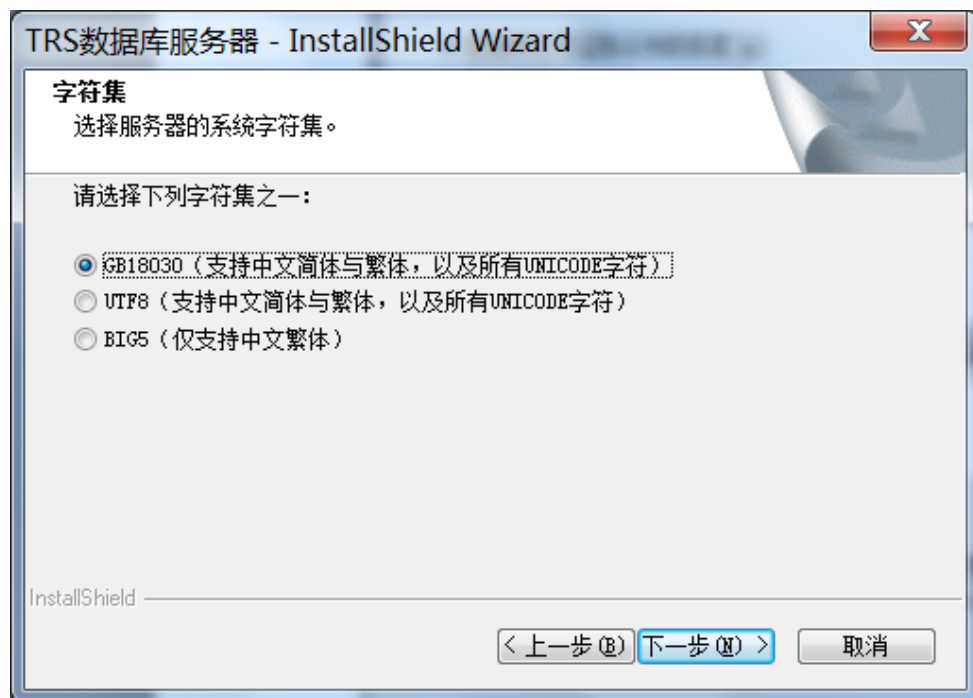 TRS数据库服务器 - InstallShield Wizard
字符集
选择服务器的系统字符集。
请选择下列字符集之一：
GB18030（支持中文简体与繁体，以及所有UNICODE字符）
UTF8（支持中文简体与繁体，以及所有UNICODE字符）
BIG5（仅支持中文繁体）
InstallShield
< 上一步(B) 下一步(N) > 取消